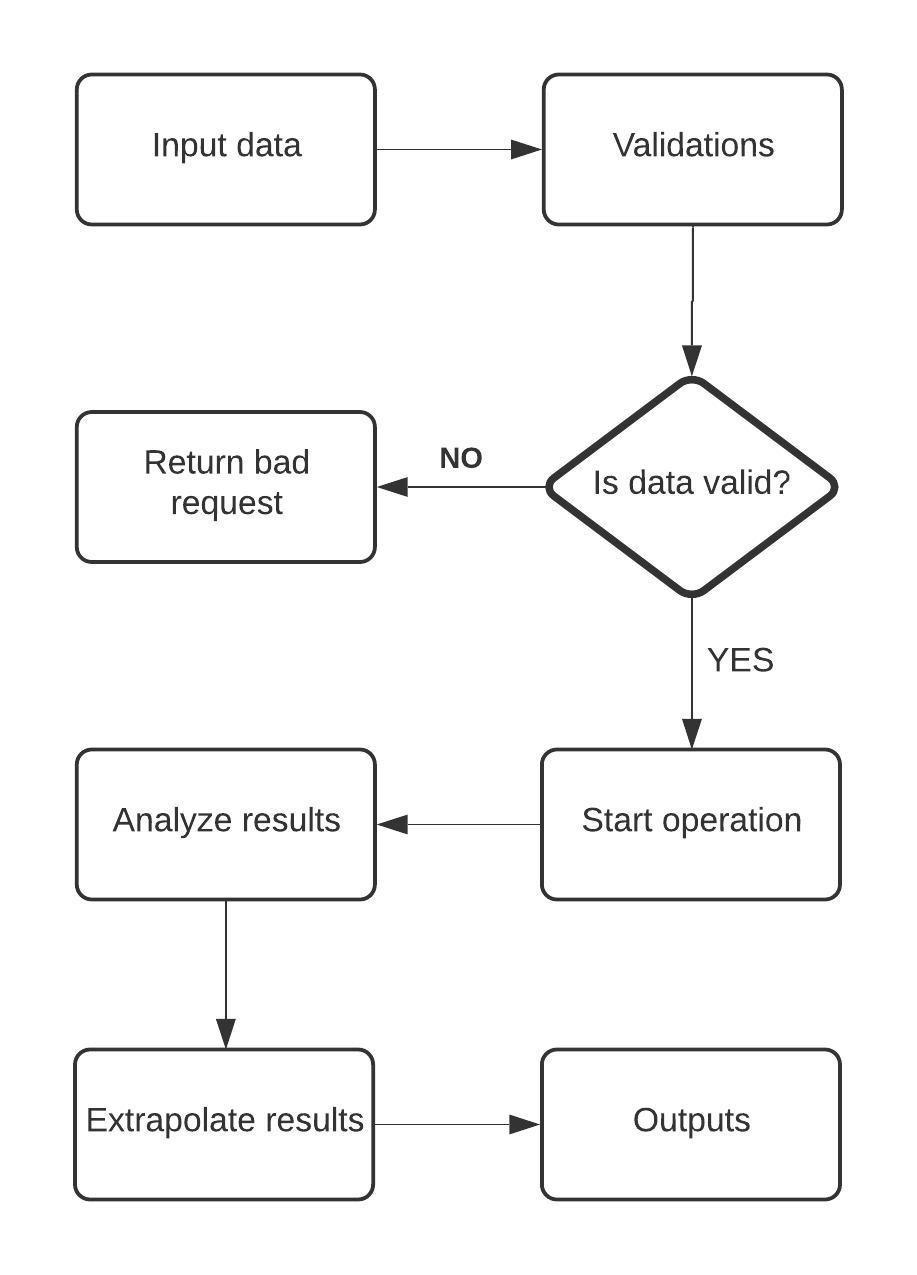 Input data
Validations
Is data valid?
NO
Return bad
request
YES
Start operation
Analyze results
Extrapolate results
Outputs